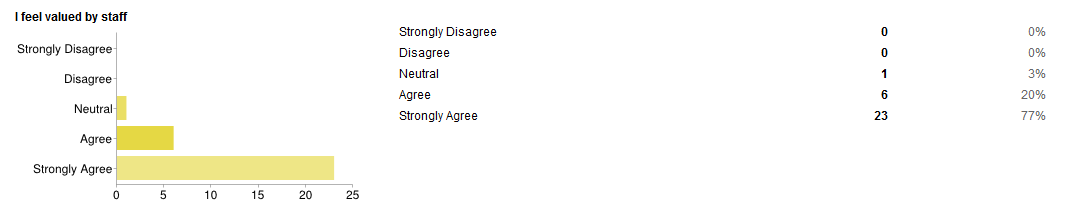 I feel valued by staff
Strongly Disagree
Disagree
Neutral
Agree
Strongly Agree
0 5 10 15 20 25
Strongly Disagree 0 0%
Disagree 0 0%
Neutral 1 3%
Agree 6 20%
Strongly Agree 23 77%